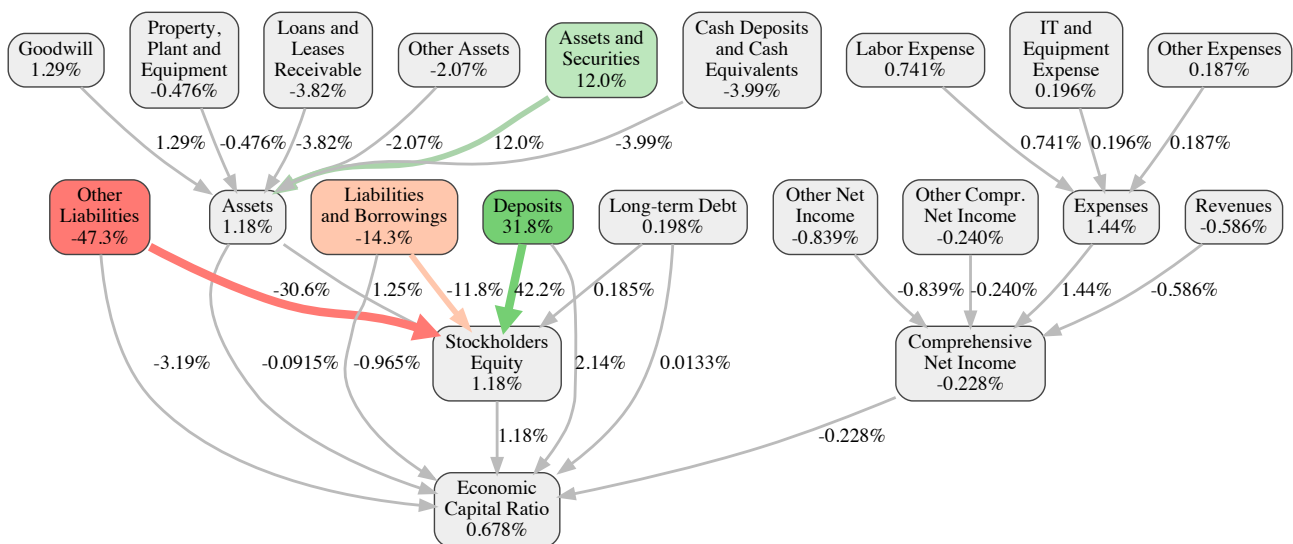 Goodwill
1.29%
Property,
Plant and
Equipment
-0.476%
Loans and
Leases
Receivable
-3.82%
Other Assets
-2.07%
Assets and
Securities
12.0%
Cash Deposits
and Cash
Equivalents
-3.99%
Labor Expense
0.741%
IT and
Equipment
Expense
0.196%
Other Expenses
0.187%
1.29%
-0.476%
-3.82%
-2.07%
12.0%
-3.99%
0.741%
0.196%
0.187%
Other
Liabilities
-47.3%
Assets
1.18%
Liabilities
and Borrowings
-14.3%
Deposits
31.8%
Long-term Debt
0.198%
Other Net
Income
-0.839%
Other Compr.
Net Income
-0.240%
Expenses
1.44%
Revenues
-0.586%
-30.6%
1.25%
-11.8%
42.2%
0.185%
-0.839%
-0.240%
1.44%
-0.586%
-3.19%
-0.0915%
-0.965%
Stockholders
Equity
1.18%
2.14%
0.0133%
Comprehensive
Net Income
-0.228%
1.18%
-0.228%
Economic
Capital Ratio
0.678%